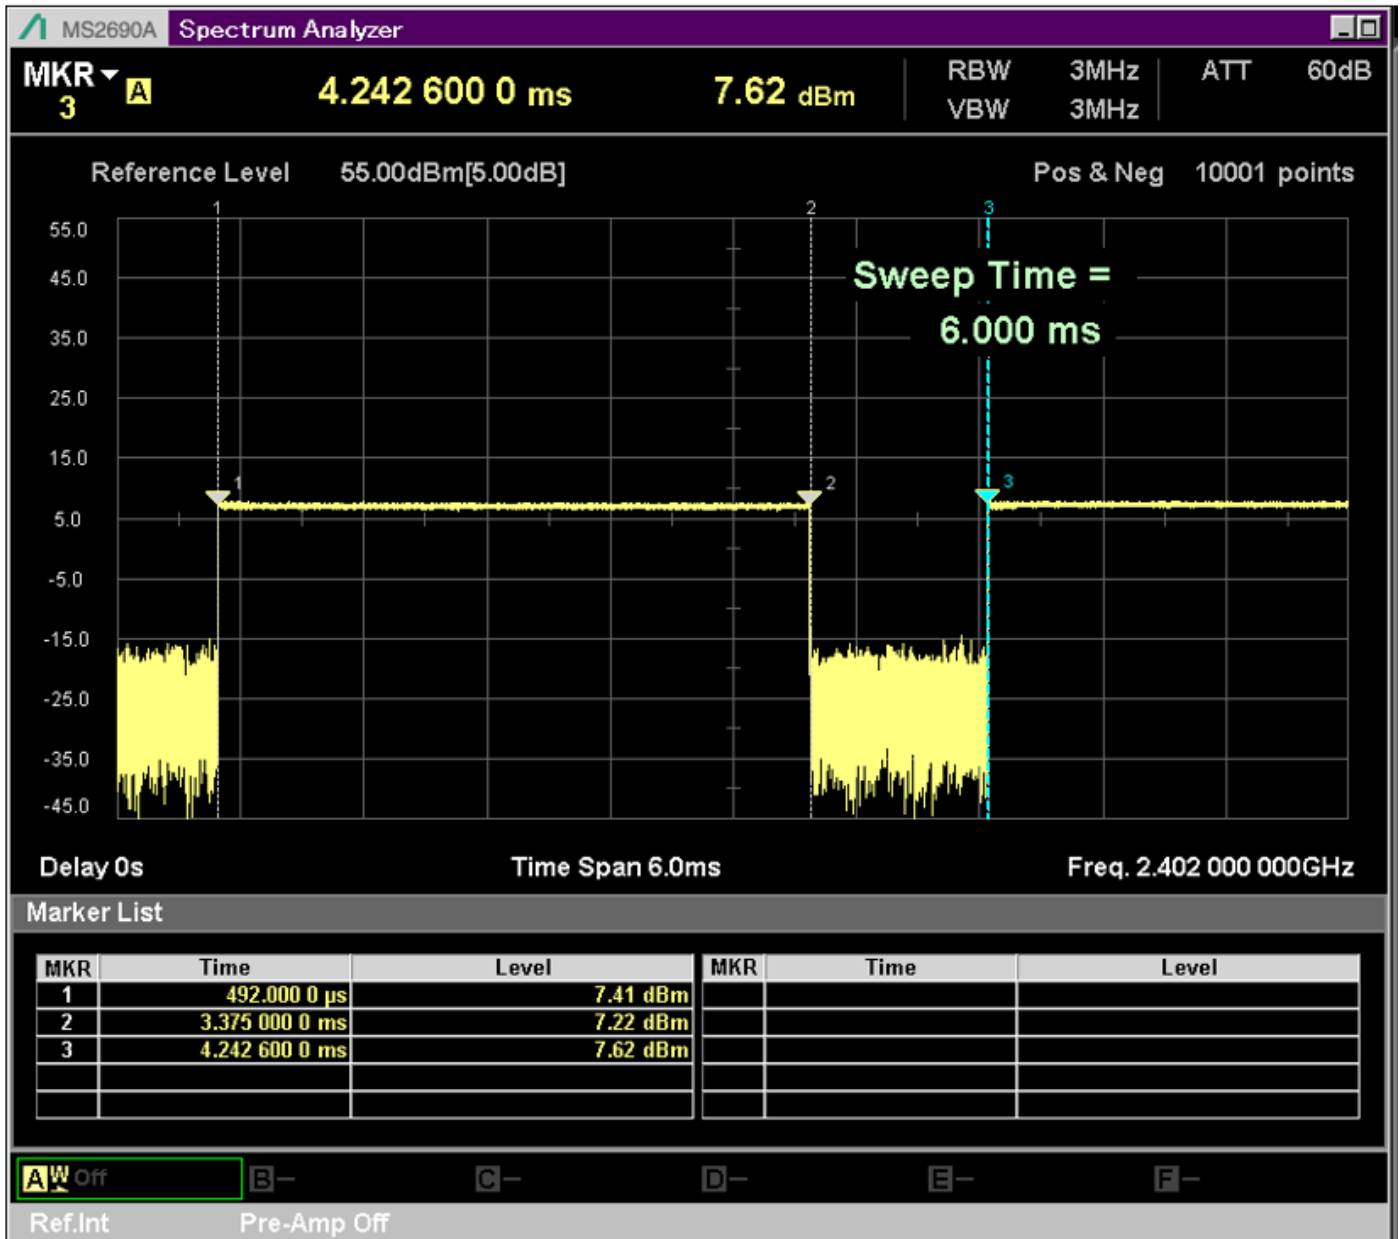 MS2690A Spectrum Analyzer
MKR A 4.242 600 0 ms 7.62 dBm RBW 3MHz ATT 60dB
3 VBW 3MHz
Reference Level 55.00dBm[5.00dB] Pos & Neg 10001 points
1 2 3
55.0
Sweep Time =
45.0
6.000 ms
35.0
25.0
15.0
1 2 3
5.0
-5.0
-15.0
-25.0
-35.0
-45.0
Delay 0s Time Span 6.0ms Freq. 2.402 000 000GHz
Marker List
MKR Time Level MKR Time Level
1 492.000 0 µs 7.41 dBm
2 3.375 000 0 ms 7.22 dBm
3 4.242 600 0 ms 7.62 dBm
A W Off B – C – D – E – F –
Ref.Int Pre-Amp Off